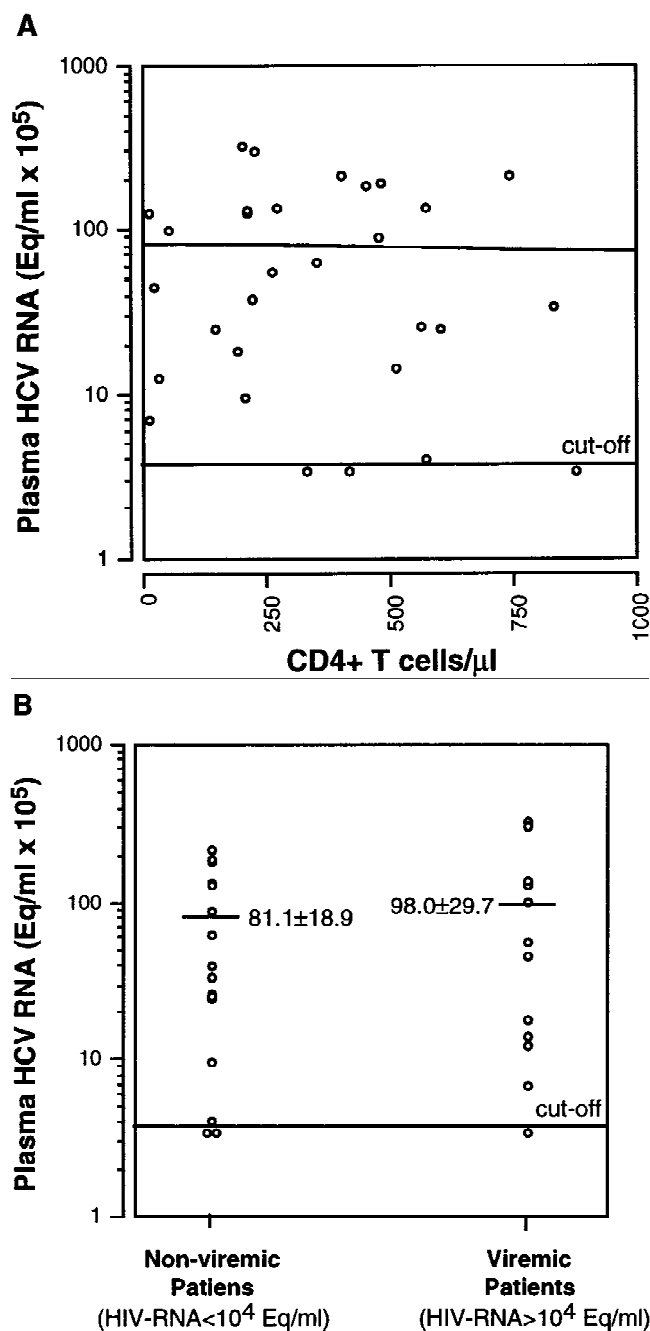 A
1000
100
10
1
Plasma HCV RNA (Eq/ml x 10⁵)
cut-off
0
250
500
750
1000
CD4+ T cells/μl
B
1000
100
10
1
Plasma HCV RNA (Eq/ml x 10⁵)
81.1±18.9
98.0±29.7
cut-off
Non-viremic
Patiens
(HIV-RNA<10⁴ Eq/ml)
Viremic
Patients
(HIV-RNA>10⁴ Eq/ml)